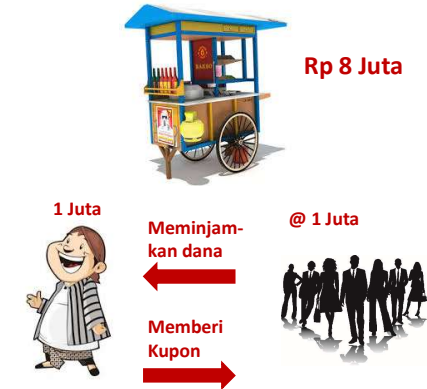 Rp 8 Juta
1 Juta
Meminjam-
kan dana
@ 1 Juta
Memberi
Kupon